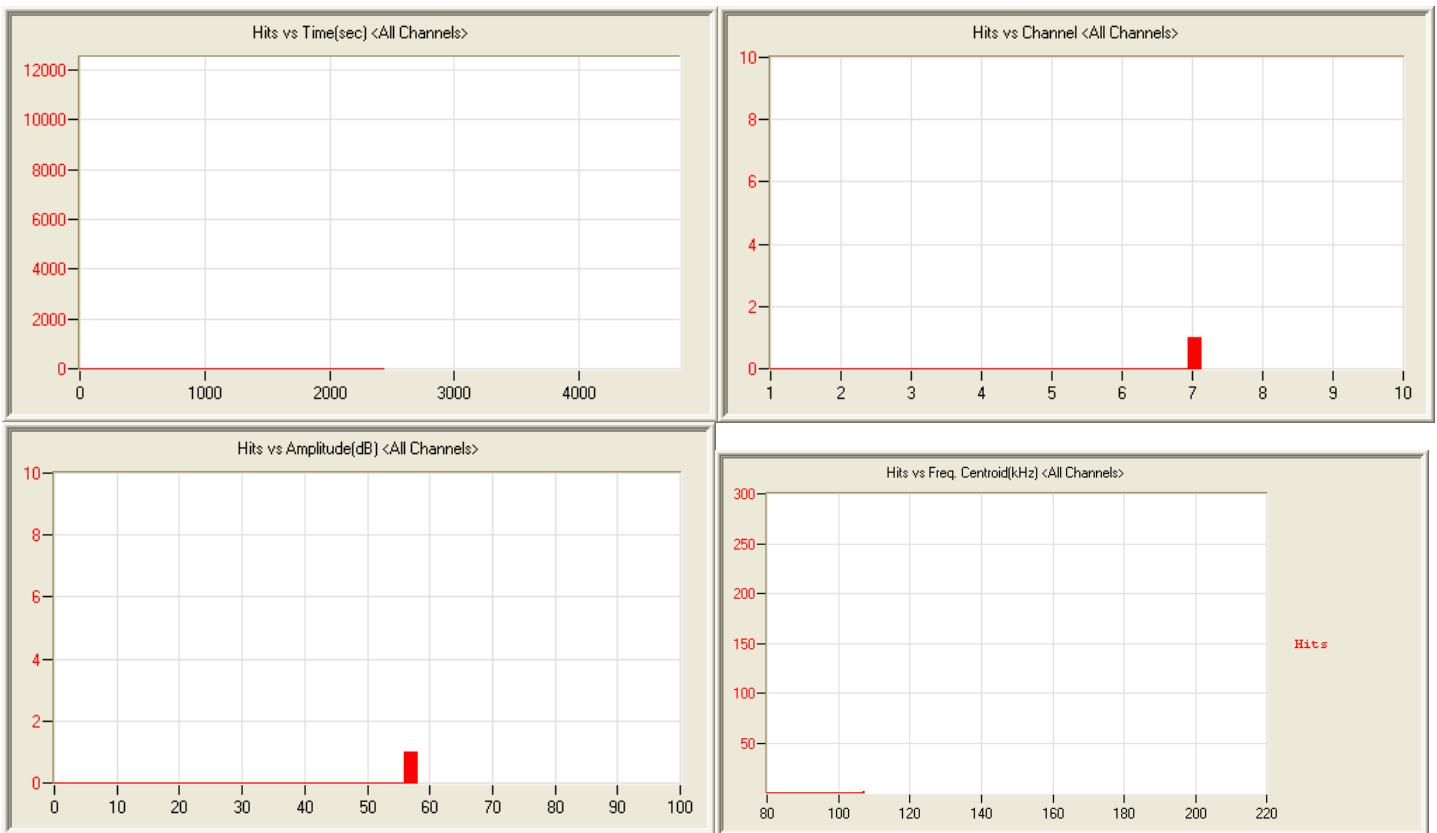 Hits vs Time(sec) <All Channels>
12000
10000
8000
6000
4000
2000
0
0 1000 2000 3000 4000
Hits vs Channel <All Channels>
10
8
6
4
2
0
1 2 3 4 5 6 7 8 9 10
Hits vs Amplitude(dB) <All Channels>
10
8
6
4
2
0
0 10 20 30 40 50 60 70 80 90 100
Hits vs Freq. Centroid(kHz) <All Channels>
300
250
200
150
100
50
80 100 120 140 160 180 200 220
Hits